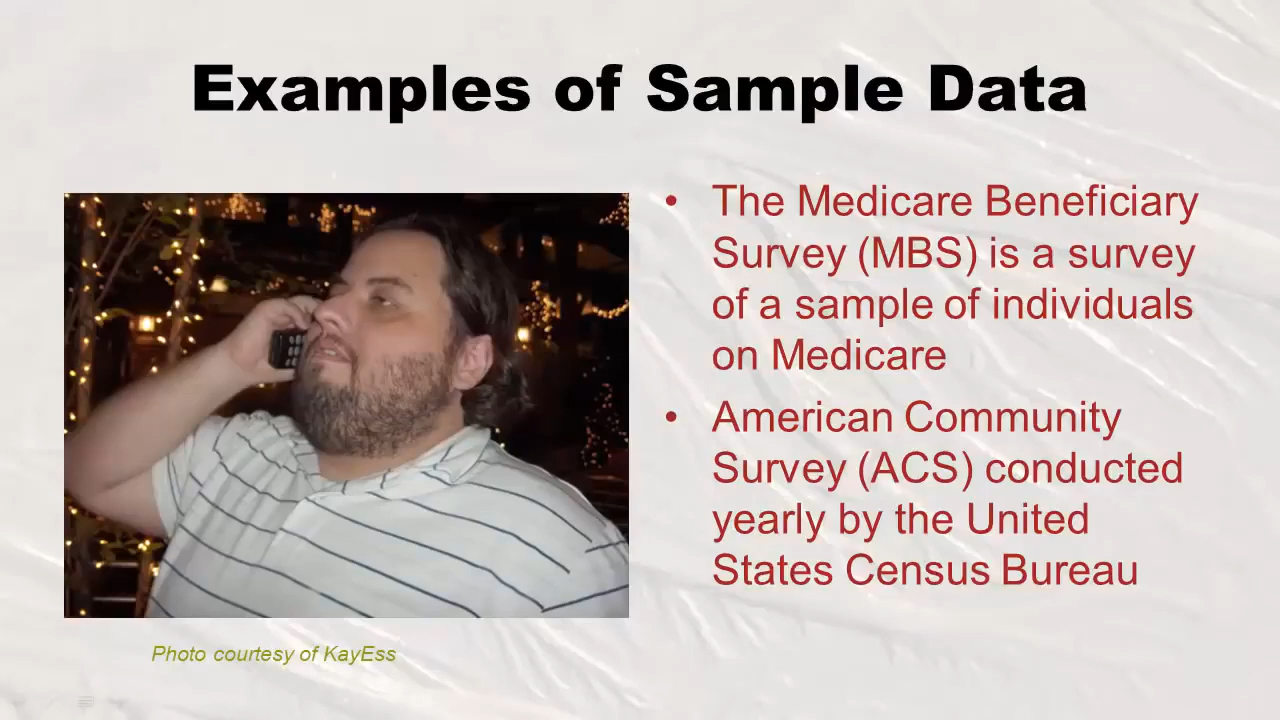 Examples of Sample Data
• The Medicare Beneficiary
Survey (MBS) is a survey
of a sample of individuals
on Medicare
• American Community
Survey (ACS) conducted
yearly by the United
States Census Bureau
Photo courtesy of KayEss